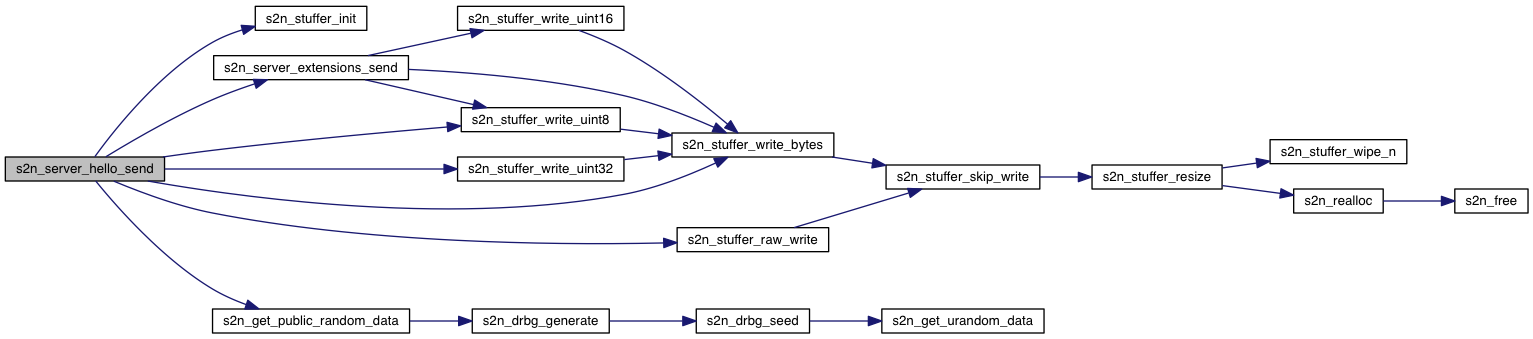 s2n_stuffer_init
s2n_stuffer_write_uint16
s2n_server_extensions_send
s2n_stuffer_write_uint8
s2n_stuffer_write_bytes
s2n_stuffer_wipe_n
s2n_server_hello_send
s2n_stuffer_write_uint32
s2n_stuffer_skip_write
s2n_stuffer_resize
s2n_realloc
s2n_free
s2n_stuffer_raw_write
s2n_get_public_random_data
s2n_drbg_generate
s2n_drbg_seed
s2n_get_urandom_data